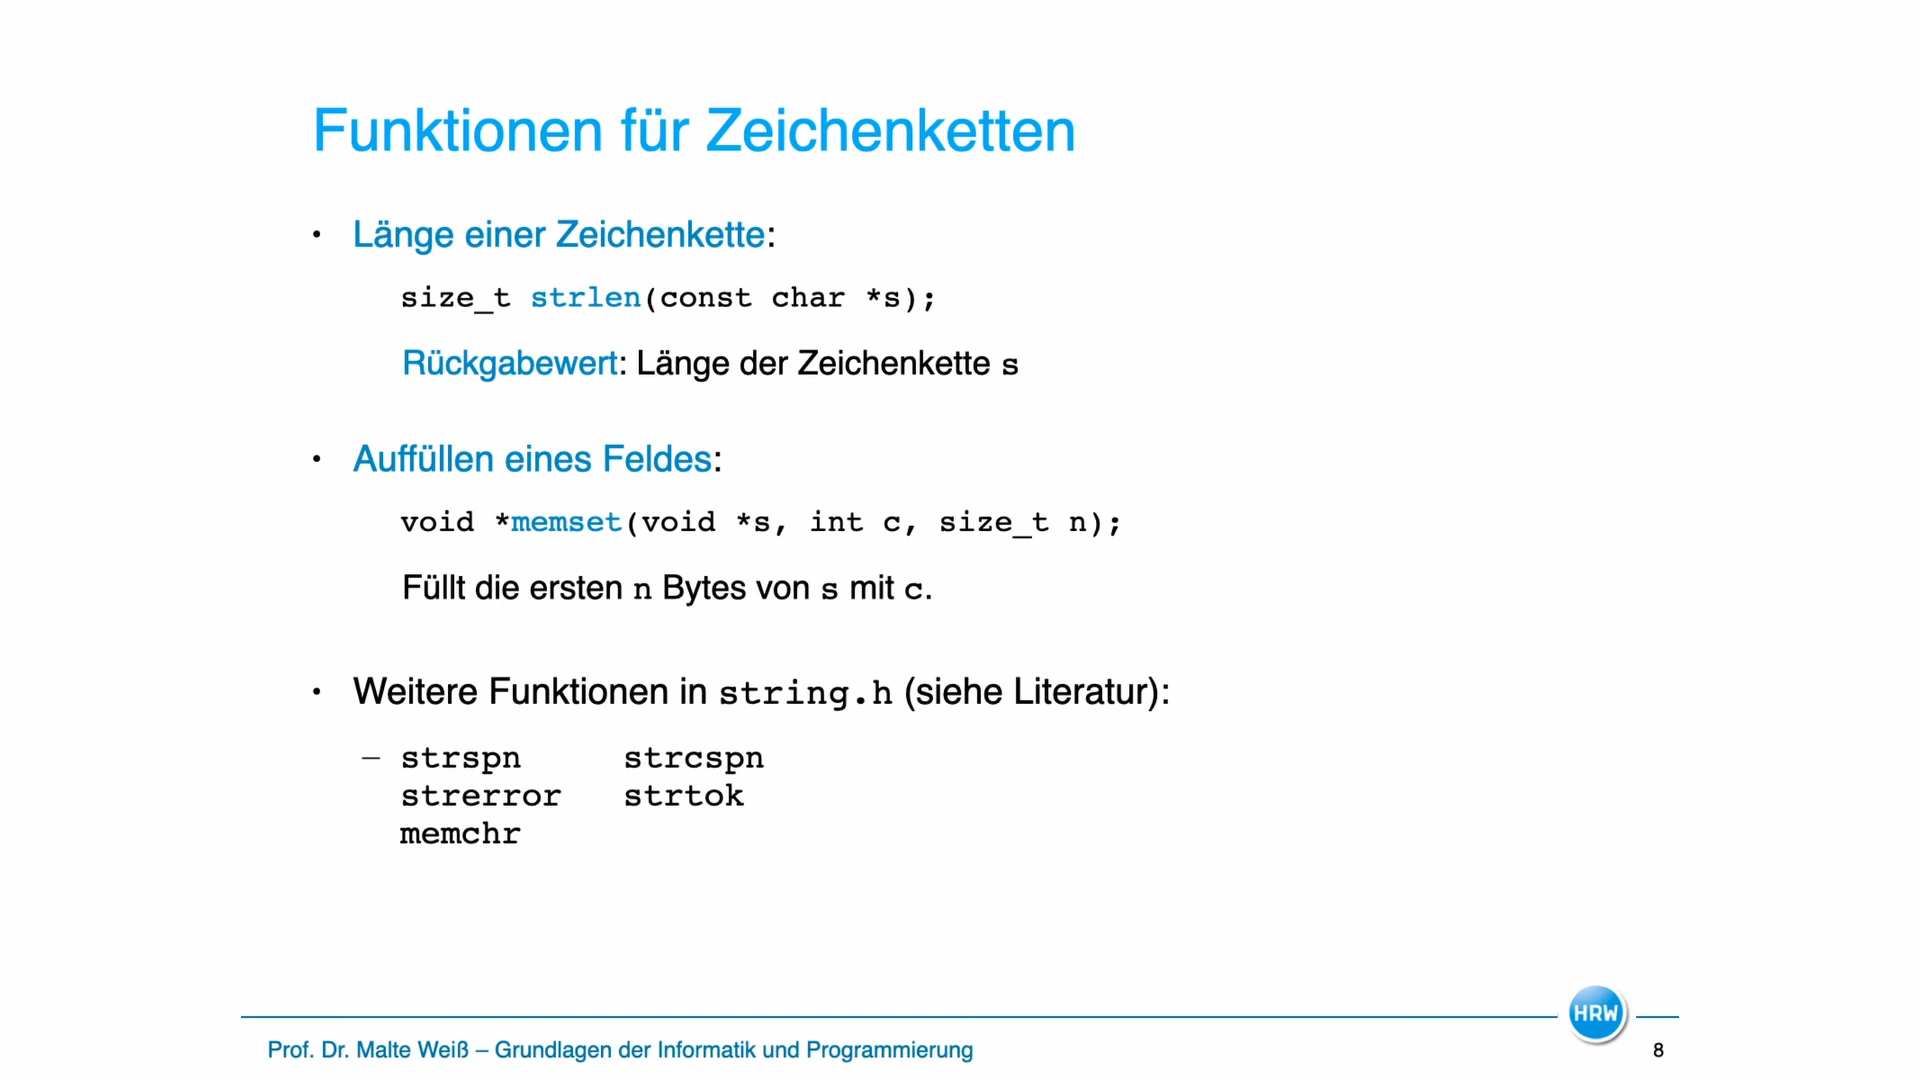 Funktionen für Zeichenketten
• Länge einer Zeichenkette:
size_t strlen(const char *s);
Rückgabewert: Länge der Zeichenkette s
• Auffüllen eines Feldes:
void *memset(void *s, int c, size_t n);
Füllt die ersten n Bytes von s mit c.
• Weitere Funktionen in string.h (siehe Literatur):
– strspn strcspn
strerror strtok
memchr
HRW
Prof. Dr. Malte Weiß – Grundlagen der Informatik und Programmierung
8